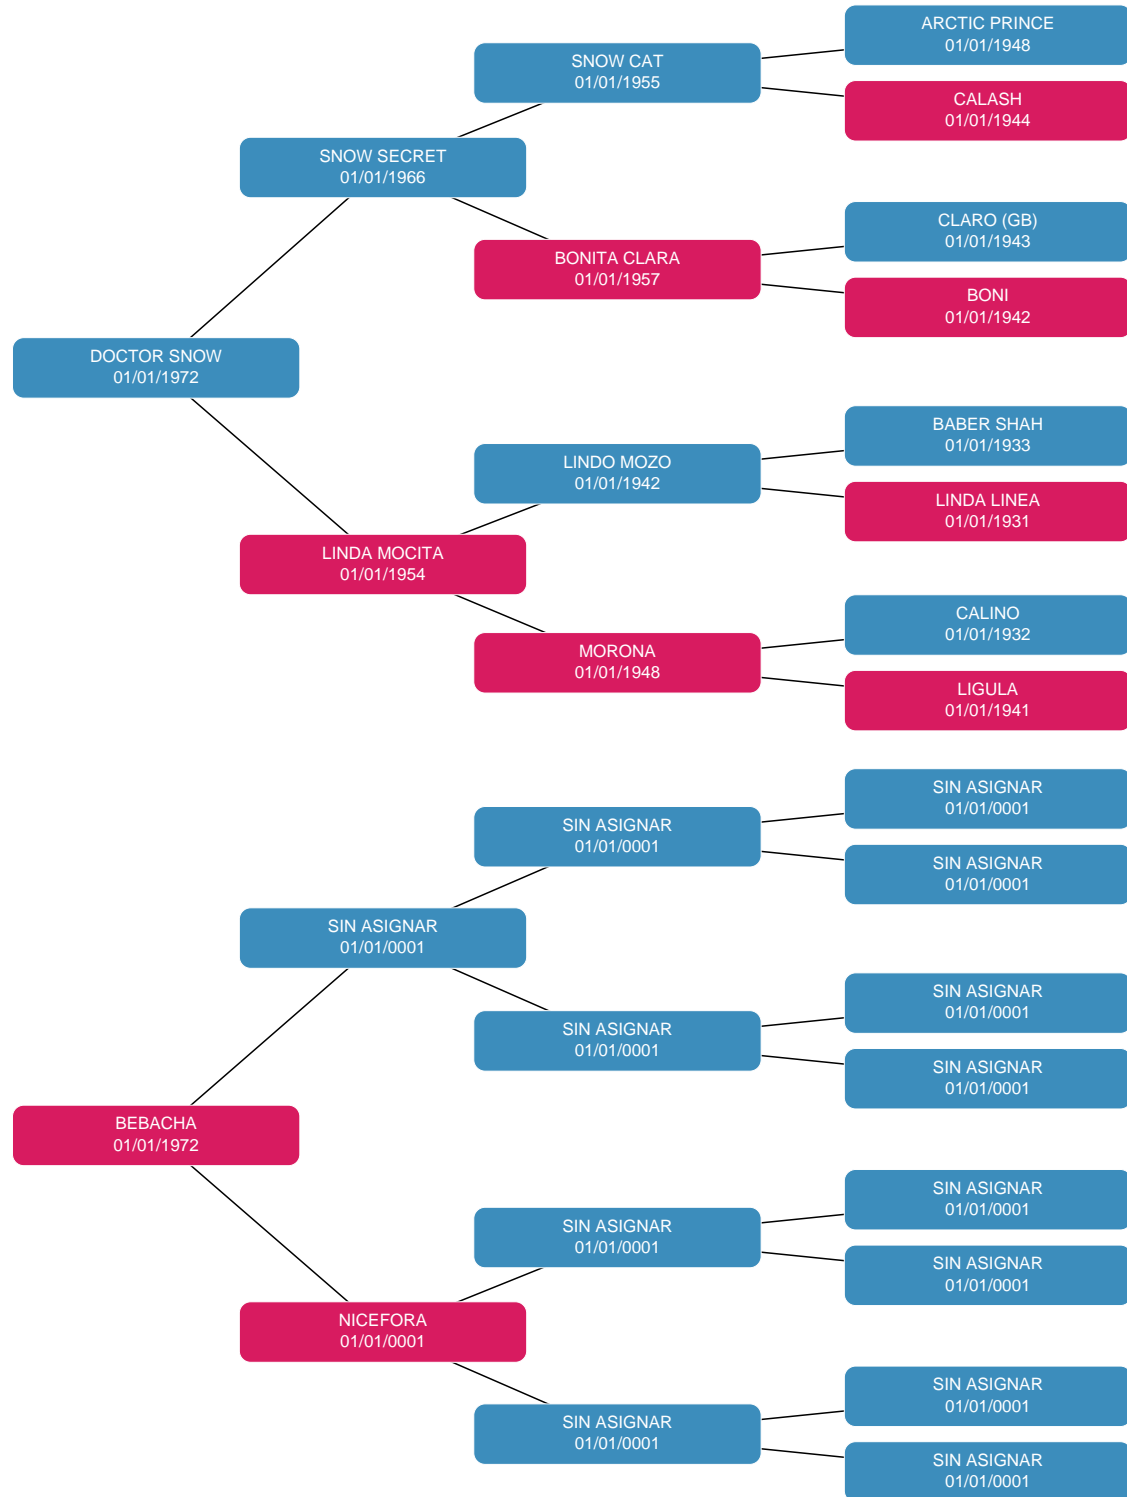 ARCTIC PRINCE
01/01/1948
SNOW CAT
01/01/1955
CALASH
01/01/1944
SNOW SECRET
01/01/1966
CLARO (GB)
01/01/1943
BONITA CLARA
01/01/1957
BONI
01/01/1942
DOCTOR SNOW
01/01/1972
BABER SHAH
01/01/1933
LINDO MOZO
01/01/1942
LINDA LINEA
01/01/1931
LINDA MOCITA
01/01/1954
CALINO
01/01/1932
MORONA
01/01/1948
LIGULA
01/01/1941
SIN ASIGNAR
01/01/0001
SIN ASIGNAR
01/01/0001
SIN ASIGNAR
01/01/0001
SIN ASIGNAR
01/01/0001
SIN ASIGNAR
01/01/0001
SIN ASIGNAR
01/01/0001
SIN ASIGNAR
01/01/0001
BEBACHA
01/01/1972
SIN ASIGNAR
01/01/0001
SIN ASIGNAR
01/01/0001
SIN ASIGNAR
01/01/0001
NICEFORA
01/01/0001
SIN ASIGNAR
01/01/0001
SIN ASIGNAR
01/01/0001
SIN ASIGNAR
01/01/0001